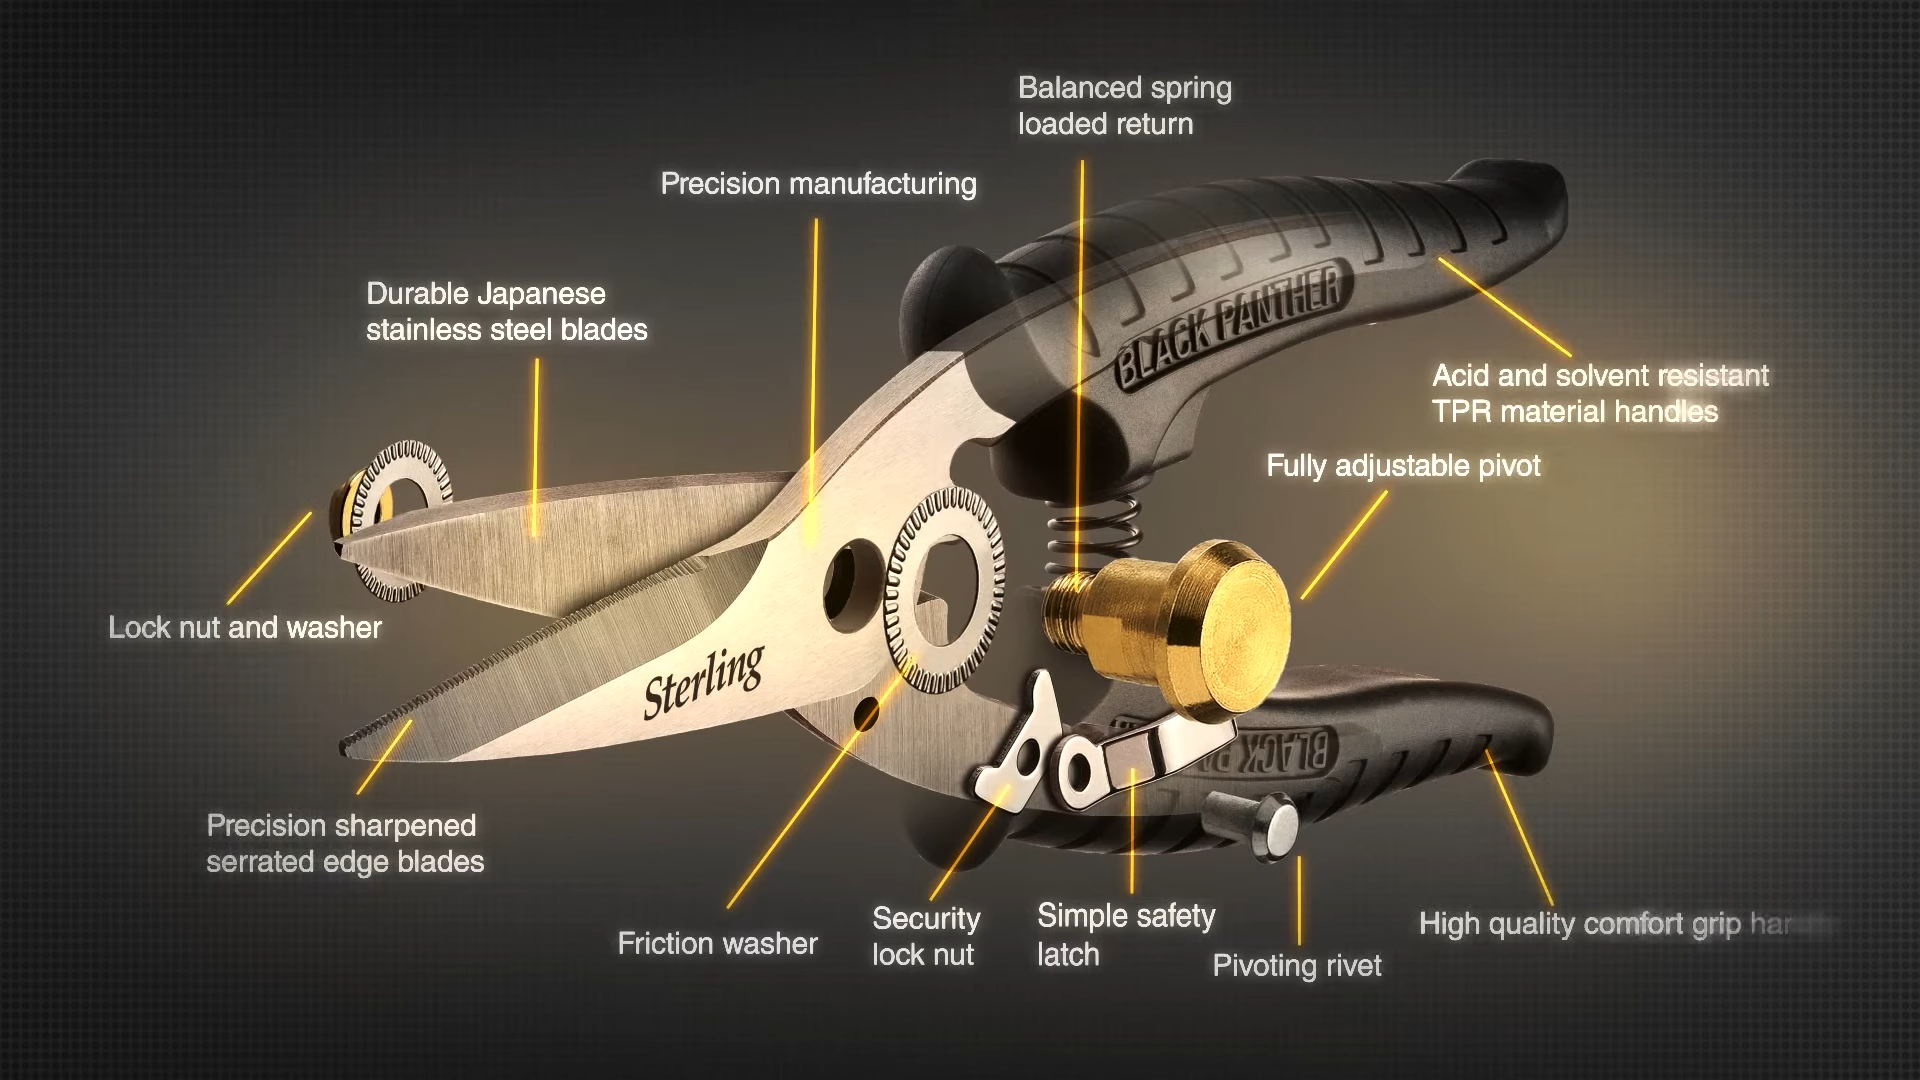 Balanced spring
loaded return
Precision manufacturing
Durable Japanese
stainless steel blades
BLACK PANTHER
Acid and solvent resistant
TPR material handles
Fully adjustable pivot
Lock nut and washer
Sterling
BLACK
Precision sharpened
serrated edge blades
Friction washer
Security
lock nut
Simple safety
latch
Pivoting rivet
High quality comfort grip